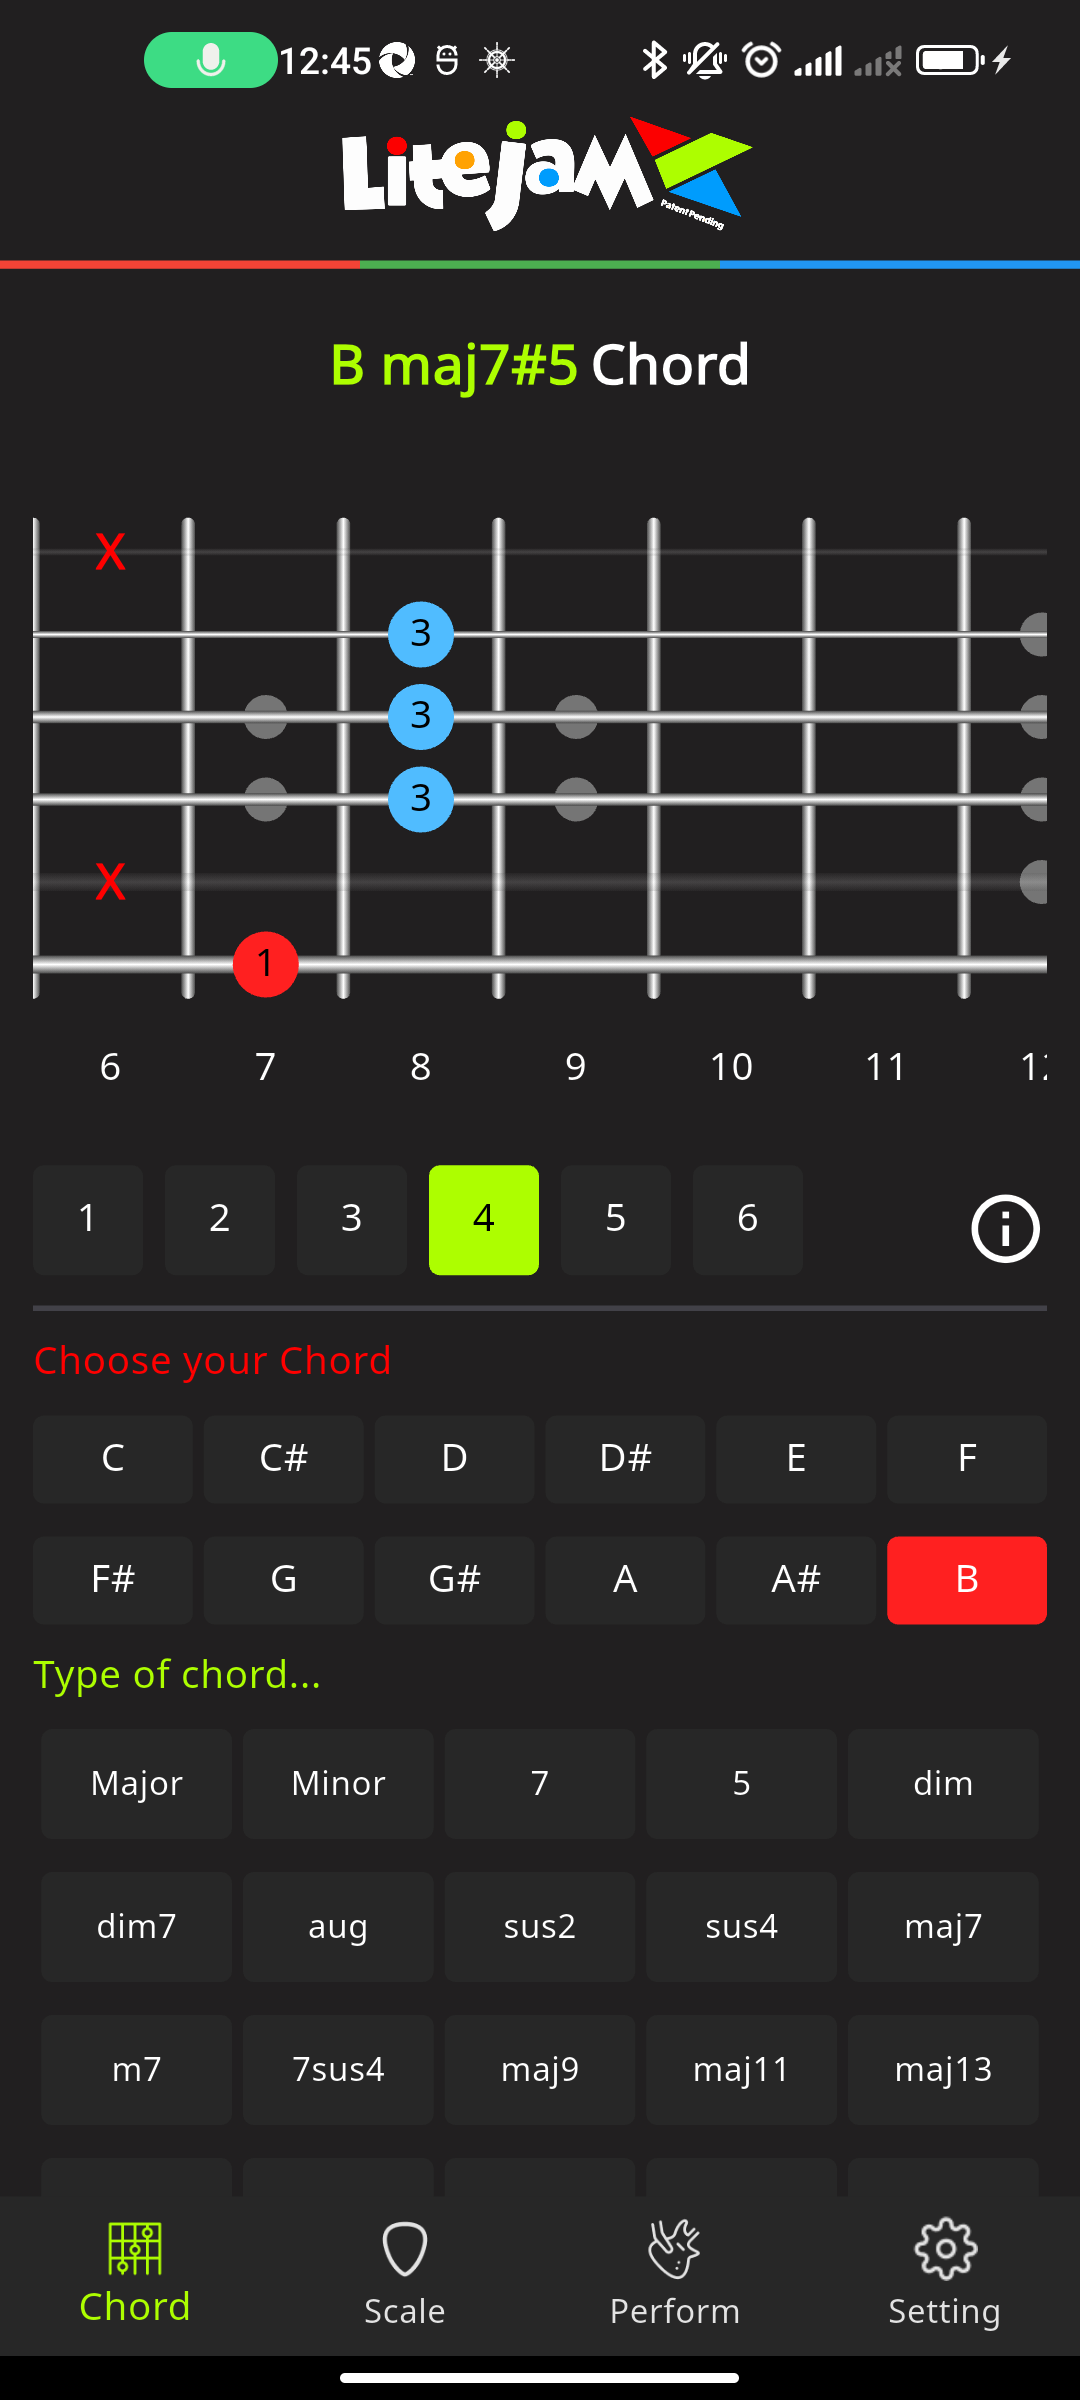 12:45
Litejam
Patent Pending
B maj7#5 Chord
X
3
3
3
X
1
6 7 8 9 10 11 12
1 2 3 4 5 6
Choose your Chord
C C# D D# E F
F# G G# A A# B
Type of chord...
Major Minor 7 5 dim
dim7 aug sus2 sus4 maj7
m7 7sus4 maj9 maj11 maj13
Chord Scale Perform Setting